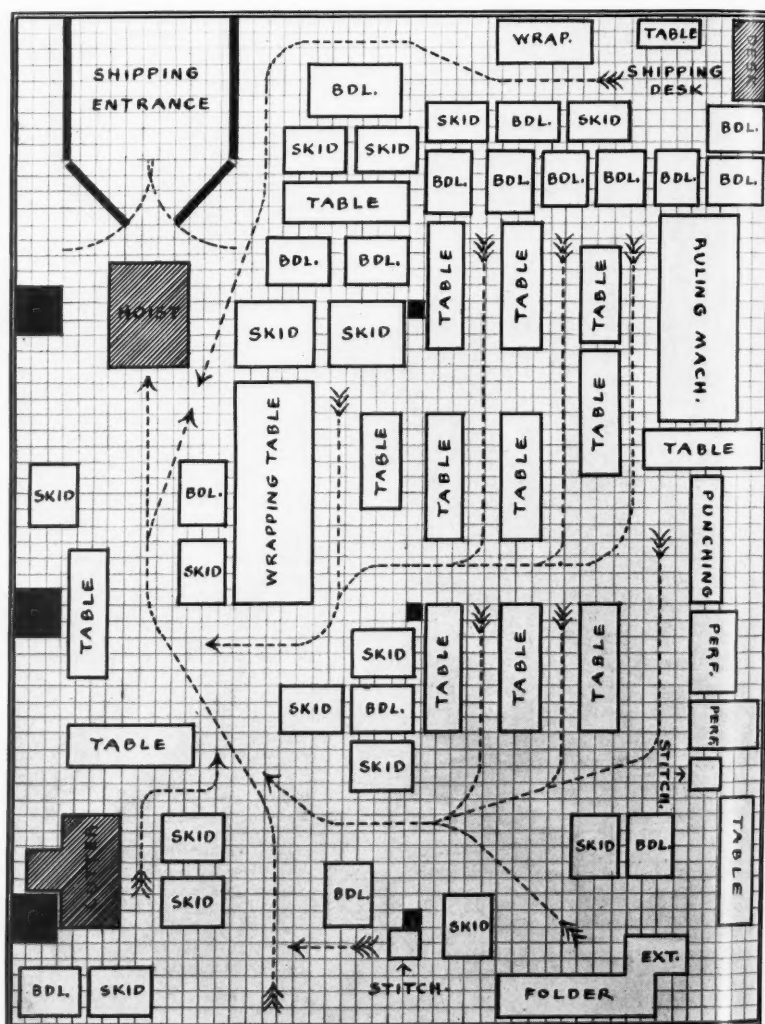 WRAP.
TABLE
DESK
SHIPPING
ENTRANCE
SHIPPING
DESK
BDL.
SKID
BDL.
SKID
BDL.
SKID
SKID
BDL.
BDL.
BDL.
BDL.
BDL.
BDL.
TABLE
BDL.
BDL.
TABLE
TABLE
TABLE
RULING MACH.
HOIST
SKID
SKID
TABLE
WRAPPING TABLE
TABLE
TABLE
TABLE
TABLE
SKID
BDL.
PUNCHING
SKID
TABLE
TABLE
TABLE
TABLE
PERF.
SKID
SKID
BDL.
PERF.
TABLE
SKID
STITCH.
CUTTER
SKID
SKID
BDL.
TABLE
SKID
BDL.
SKID
EXT.
BDL.
SKID
STITCH.
FOLDER